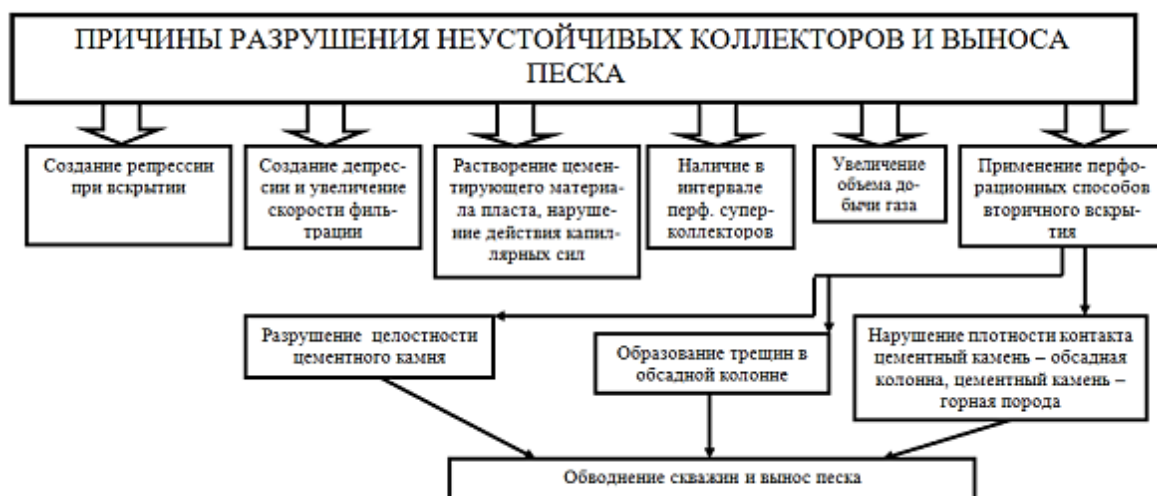 ПРИЧИНЫ РАЗРУШЕНИЯ НЕУСТОЙЧИВЫХ КОЛЛЕКТОРОВ И ВЫНОСА
ПЕСКА
Создание репрессии
при вскрытии
Создание депрес-
сии и увеличение
скорости филь-
трации
Растворение цемен-
тирующего материа-
ла пласта, наруше-
ние действия капил-
лярных сил
Наличие в
интервале
перф. супер-
коллекторов
Увеличение
объема до-
бычи газа
Применение перфо-
рационных способов
вторичного вскры-
тия
Разрушение целостности
цементного камня
Образование трещин в
обсадной колонне
Нарушение плотности контакта
цементный камень – обсадная
колонна, цементный камень –
горная порода
Обводнение скважин и вынос песка